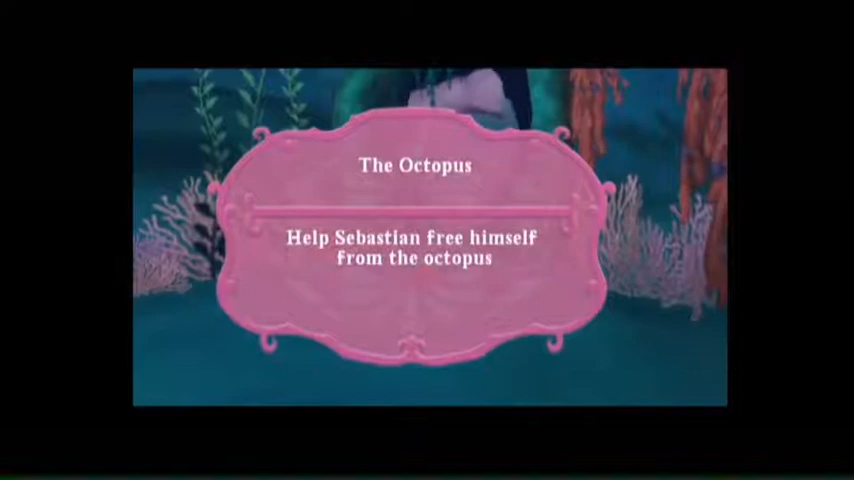 The Octopus
Help Sebastian free himself
from the octopus